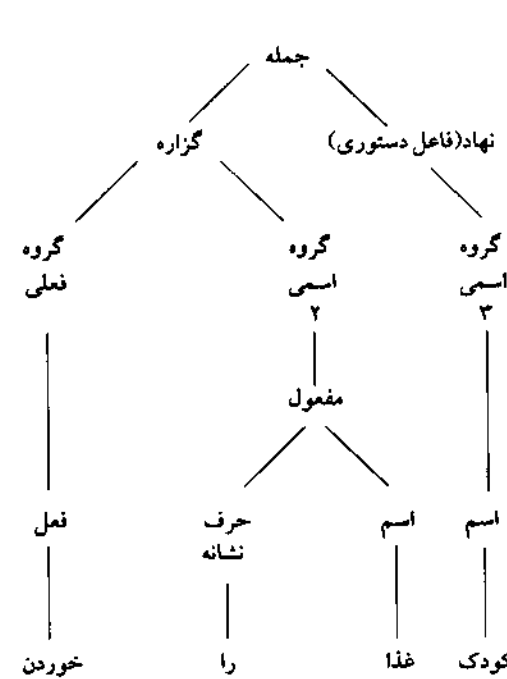 جمله
نهاد(فاعل دستوری) گزاره
گروه گروه گروه
اسمی اسمی فعلی
۳ ۲
مفعول
اسم اسم حرف فعل
نشانه
کودک غذا را خوردن